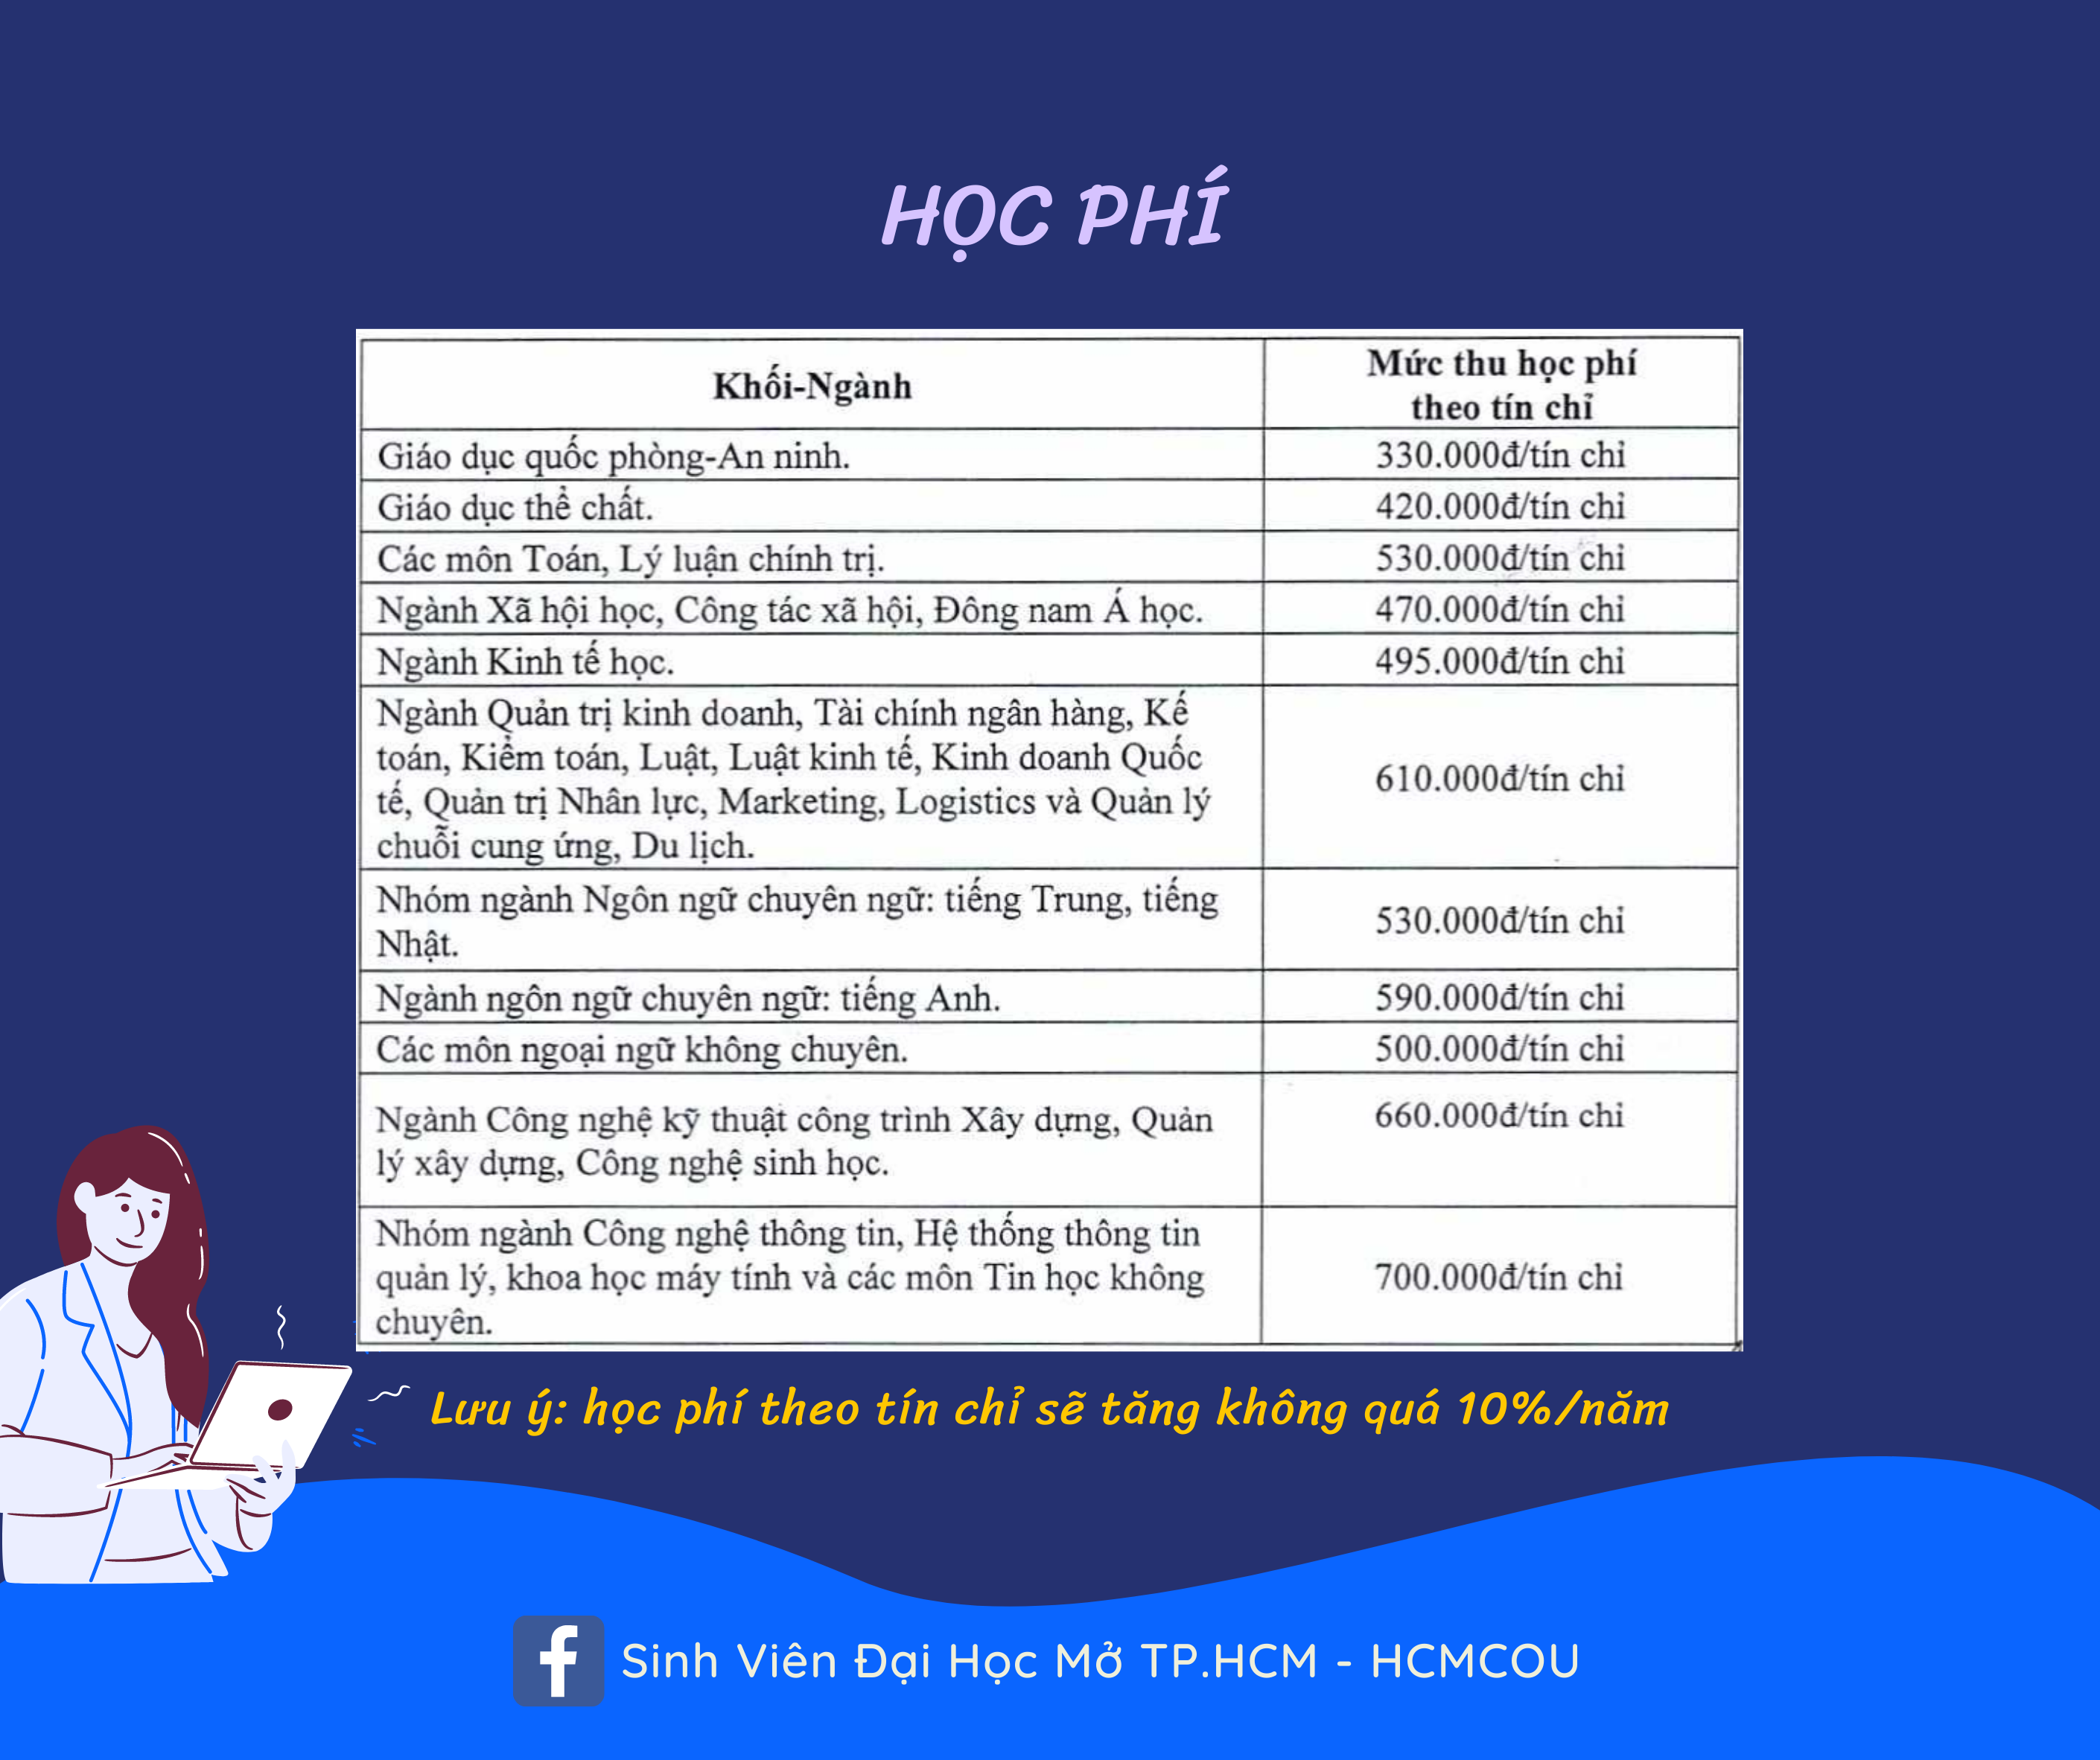 HỌC PHÍ
Khối-Ngành
Mức thu học phí
theo tín chỉ
Giáo dục quốc phòng-An ninh.
330.000đ/tín chỉ
Giáo dục thể chất.
420.000đ/tín chỉ
Các môn Toán, Lý luận chính trị.
530.000đ/tín chỉ
Ngành Xã hội học, Công tác xã hội, Đông nam Á học.
470.000đ/tín chỉ
Ngành Kinh tế học.
495.000đ/tín chỉ
Ngành Quản trị kinh doanh, Tài chính ngân hàng, Kế
toán, Kiểm toán, Luật, Luật kinh tế, Kinh doanh Quốc
tế, Quản trị Nhân lực, Marketing, Logistics và Quản lý
chuỗi cung ứng, Du lịch.
610.000đ/tín chỉ
Nhóm ngành Ngôn ngữ chuyên ngữ: tiếng Trung, tiếng
Nhật.
530.000đ/tín chỉ
Ngành ngôn ngữ chuyên ngữ: tiếng Anh.
590.000đ/tín chỉ
Các môn ngoại ngữ không chuyên.
500.000đ/tín chỉ
Ngành Công nghệ kỹ thuật công trình Xây dựng, Quản
lý xây dựng, Công nghệ sinh học.
660.000đ/tín chỉ
Nhóm ngành Công nghệ thông tin, Hệ thống thông tin
quản lý, khoa học máy tính và các môn Tin học không
chuyên.
700.000đ/tín chỉ
Lưu ý: học phí theo tín chỉ sẽ tăng không quá 10%/năm
Sinh Viên Đại Học Mở TP.HCM - HCMCOU